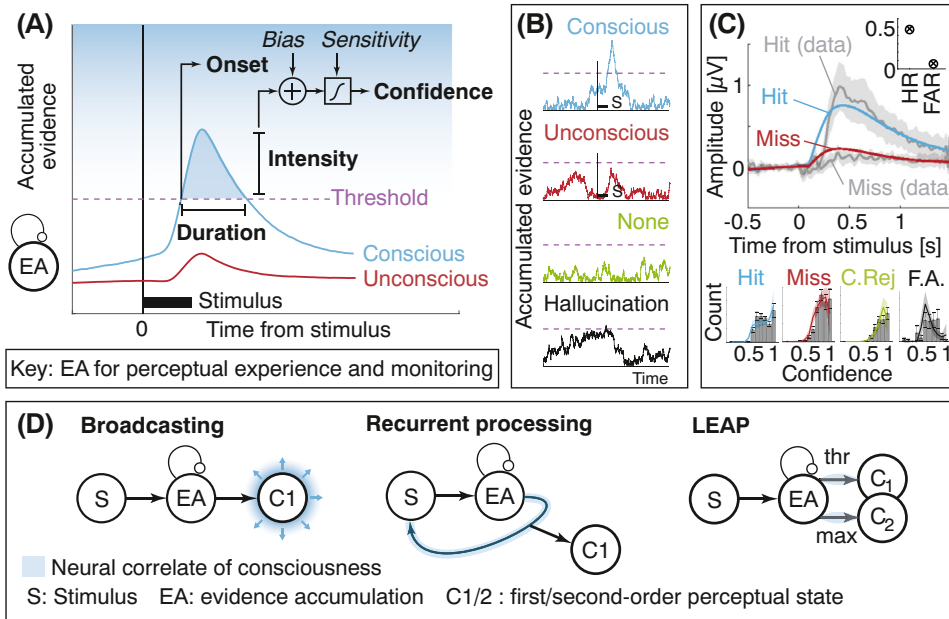 (A)
Bias Sensitivity
Onset
Confidence
Accumulated
evidence
Intensity
Threshold
Duration
EA
Conscious
Unconscious
Stimulus
0
Time from stimulus
Key: EA for perceptual experience and monitoring
(B)
Conscious
S
Unconscious
S
None
Hallucination
Accumulated evidence
Time
(C)
Amplitude [µV]
1
0
Hit (data)
Hit
Miss
Miss (data)
0.5
0
HR
FAR
-0.5 0 0.5 1
Time from stimulus [s]
Hit Miss C.Rej F.A.
Count
0.5 1 0.5 1 0.5 1 0.5 1
Confidence
(D)
Broadcasting
S EA C1
Recurrent processing
S EA
C1
LEAP
thr
S EA C1
C2
max
Neural correlate of consciousness
S: Stimulus EA: evidence accumulation C1/2 : first/second-order perceptual state